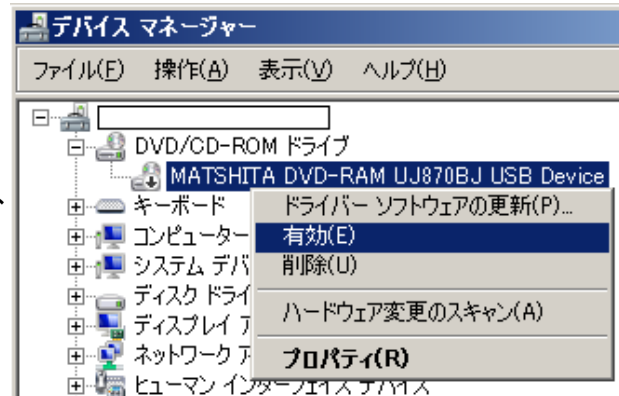 デバイス マネージャー
ファイル(F) 操作(A) 表示(V) ヘルプ(H)
DVD/CD-ROM ドライブ
MATSHITA DVD-RAM UJ870BJ USB Device
キーボード
コンピューター
システム デバ
ディスク ドライ
ディスプレイ ア
ネットワーク ア
ヒューマン インターフェイス デバイス
ドライバー ソフトウェアの更新(P)...
有効(E)
削除(U)
ハードウェア変更のスキャン(A)
プロパティ(R)